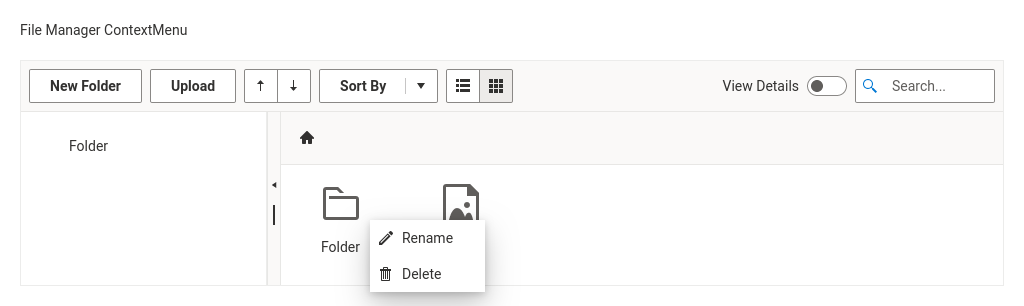 File Manager ContextMenu
New Folder
Upload
Sort By
View Details
Search...
Folder
Folder
Rename
Delete